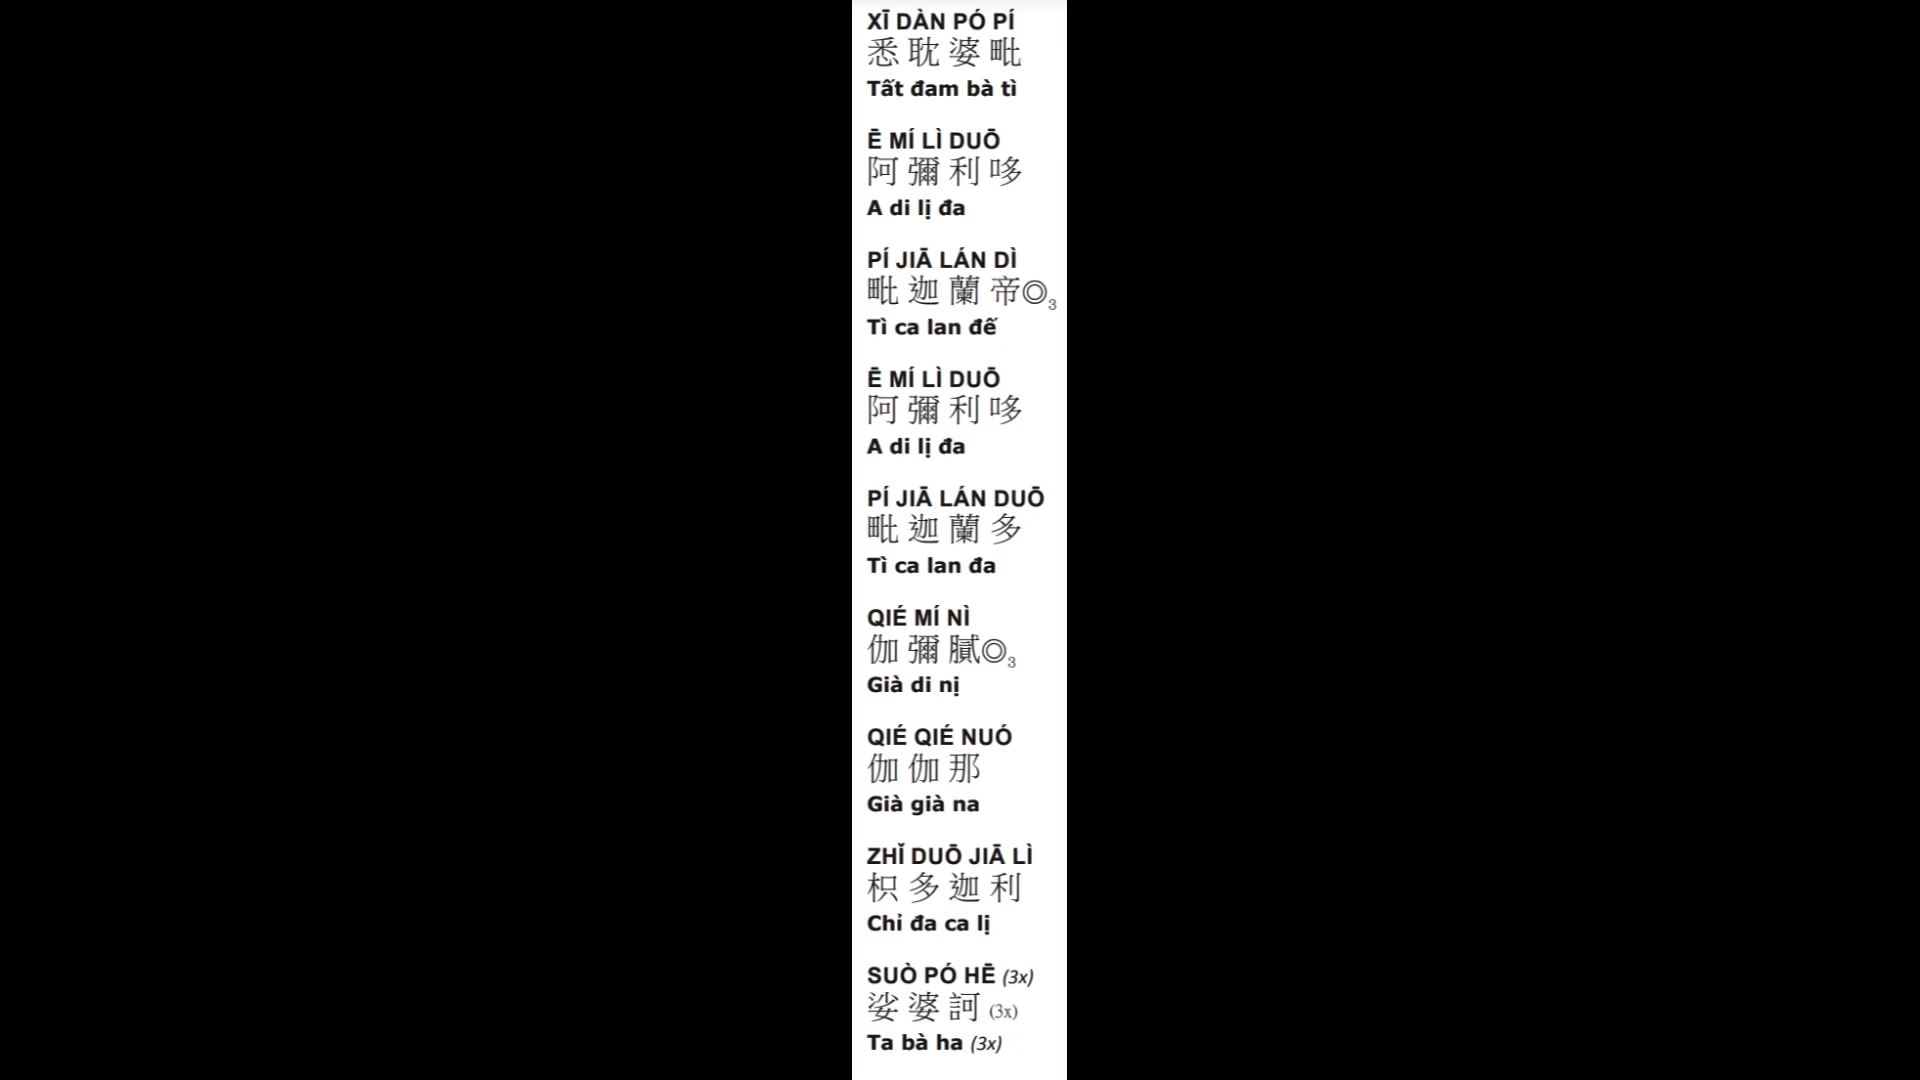 XĪ DÀN PÓ PÍ
悉 耽 婆 毗
Tất đam bà tì
Ē MÍ LÌ DUŌ
阿 彌 利 哆
A di lị đa
PÍ JIĀ LÁN DÌ
毗 迦 蘭 帝◎3
Tì ca lan đế
Ē MÍ LÌ DUŌ
阿 彌 利 哆
A di lị đa
PÍ JIĀ LÁN DUŌ
毗 迦 蘭 多
Tì ca lan đa
QIÉ MÍ NÌ
伽 彌 膩◎3
Già di nị
QIÉ QIÉ NUÓ
伽 伽 那
Già già na
ZHǏ DUŌ JIĀ LÌ
枳 多 迦 利
Chỉ đa ca lị
SUÒ PÓ HĒ (3x)
娑 婆 訶 (3x)
Ta bà ha (3x)